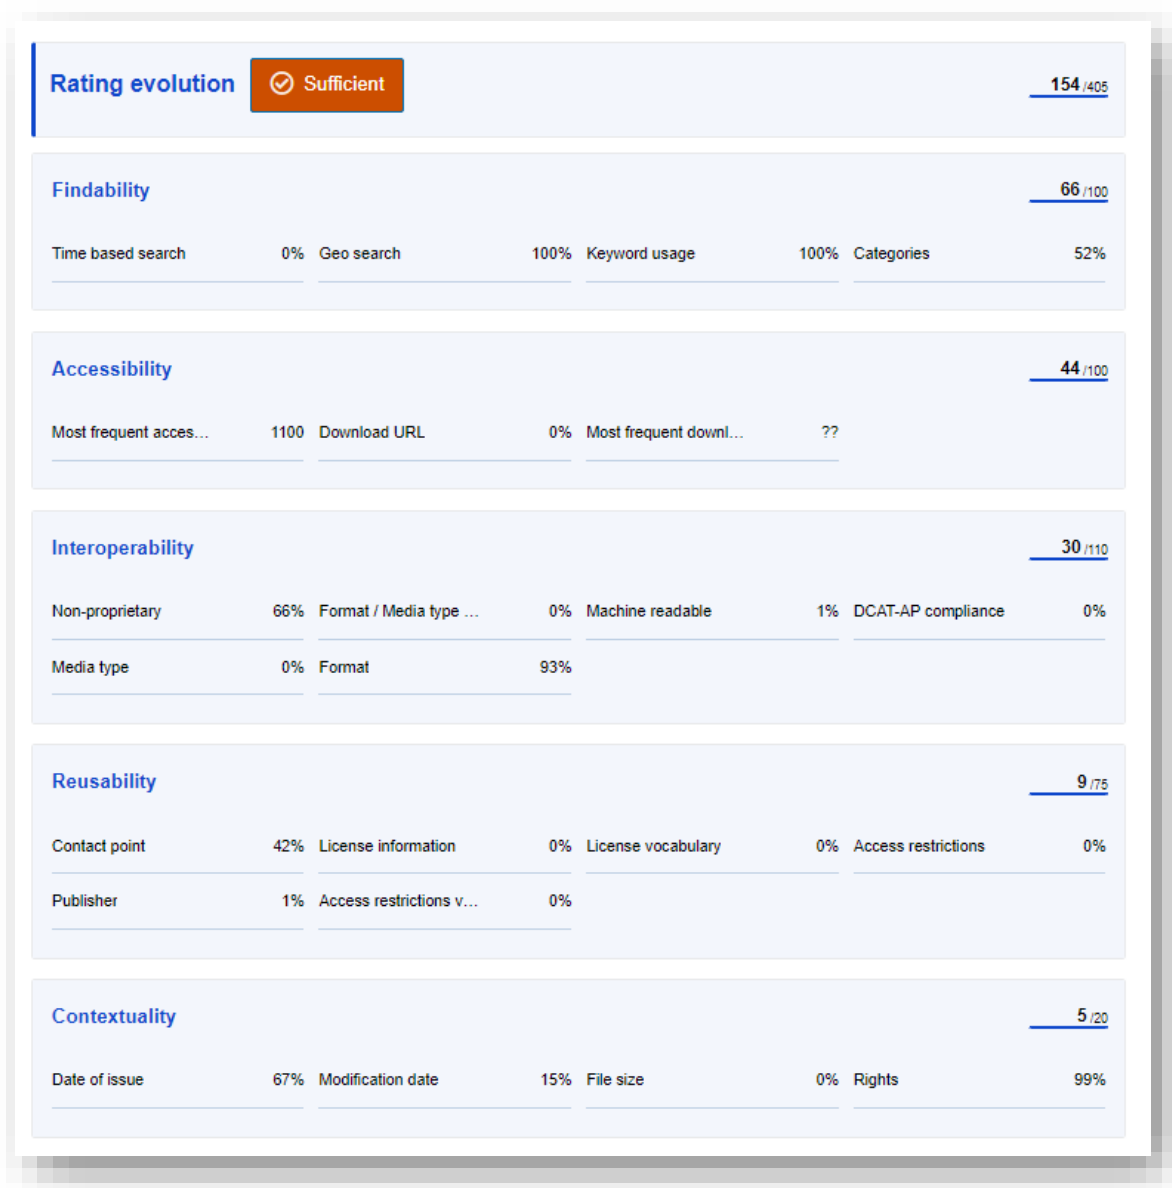 Rating evolution Sufficient 154 /405
Findability 66 /100
Time based search 0% Geo search 100% Keyword usage 100% Categories 52%
Accessibility 44 /100
Most frequent acces... 1100 Download URL 0% Most frequent downl... ??
Interoperability 30 /110
Non-proprietary 66% Format / Media type ... 0% Machine readable 1% DCAT-AP compliance 0%
Media type 0% Format 93%
Reusability 9 /75
Contact point 42% License information 0% License vocabulary 0% Access restrictions 0%
Publisher 1% Access restrictions v... 0%
Contextuality 5 /20
Date of issue 67% Modification date 15% File size 0% Rights 99%